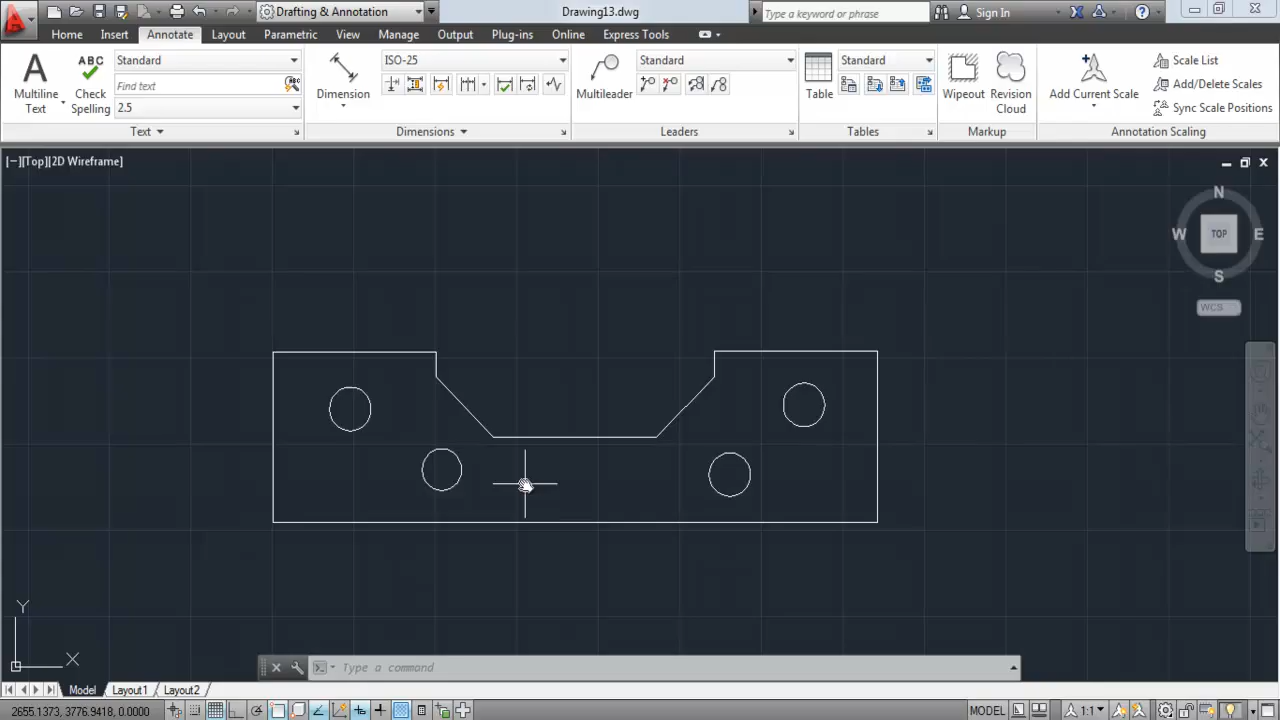 Drafting & Annotation
Drawing13.dwg
Type a keyword or phrase
Sign In
Home
Insert
Annotate
Layout
Parametric
View
Manage
Output
Plug-ins
Online
Express Tools
A
Multiline
Text
ABC
Check
Spelling
Standard
Find text
2.5
Text
Dimension
ISO-25
Dimensions
Multileader
Standard
Leaders
Table
Standard
Tables
Wipeout
Revision
Cloud
Markup
Add Current Scale
Scale List
Add/Delete Scales
Sync Scale Positions
Annotation Scaling
[−][Top][2D Wireframe]
N
W
TOP
E
S
WCS
Y
X
Type a command
Model
Layout1
Layout2
2655.1373, 3776.9418, 0.0000
MODEL
1:1